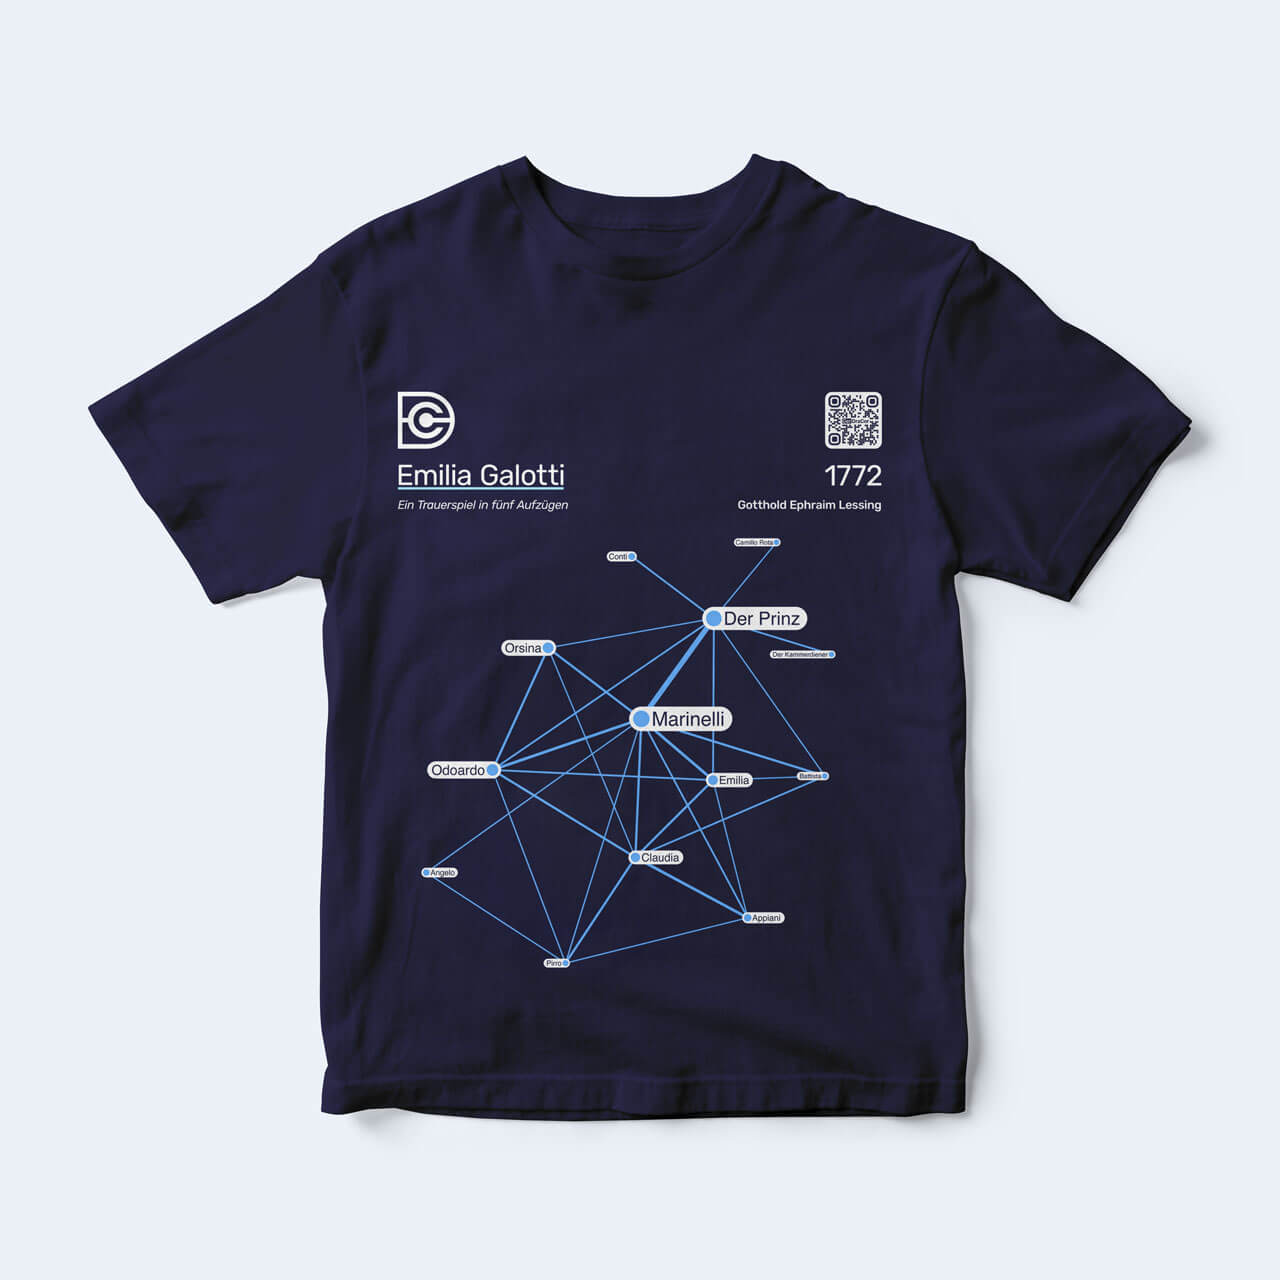 Emilia Galotti
Ein Trauerspiel in fünf Aufzügen
1772
Gotthold Ephraim Lessing
Camillo Rota
Conti
Der Prinz
Orsina
Der Kammerdiener
Marinelli
Odoardo
Emilia
Battista
Claudia
Angelo
Appiani
Pirro